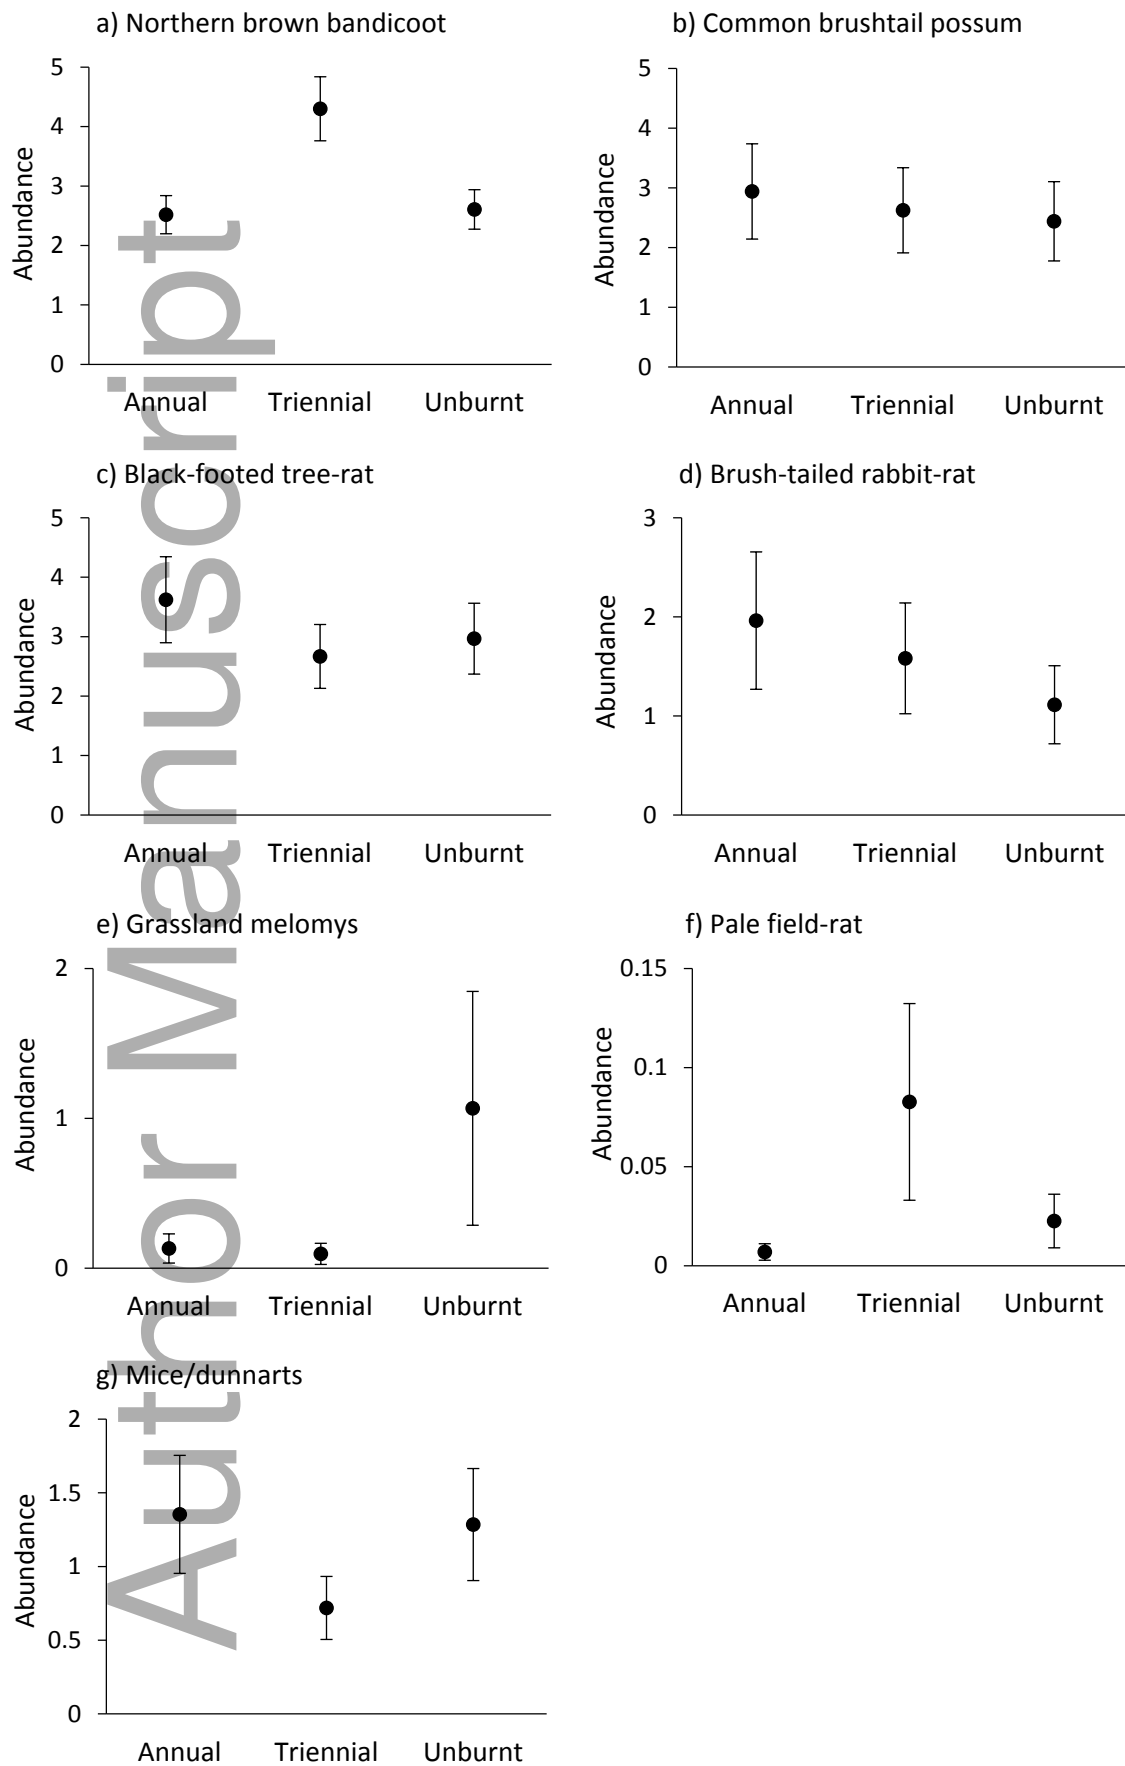 a) Northern brown bandicoot
5
4
3
2
1
0
Abundance
Annual Triennial Unburnt
b) Common brushtail possum
5
4
3
2
1
0
Abundance
Annual Triennial Unburnt
c) Black-footed tree-rat
5
4
3
2
1
0
Abundance
Annual Triennial Unburnt
d) Brush-tailed rabbit-rat
3
2
1
0
Abundance
Annual Triennial Unburnt
e) Grassland melomys
2
1
0
Abundance
Annual Triennial Unburnt
f) Pale field-rat
0.15
0.1
0.05
0
Abundance
Annual Triennial Unburnt
g) Mice/dunnarts
2
1.5
1
0.5
0
Abundance
Annual Triennial Unburnt
Author Manuscript